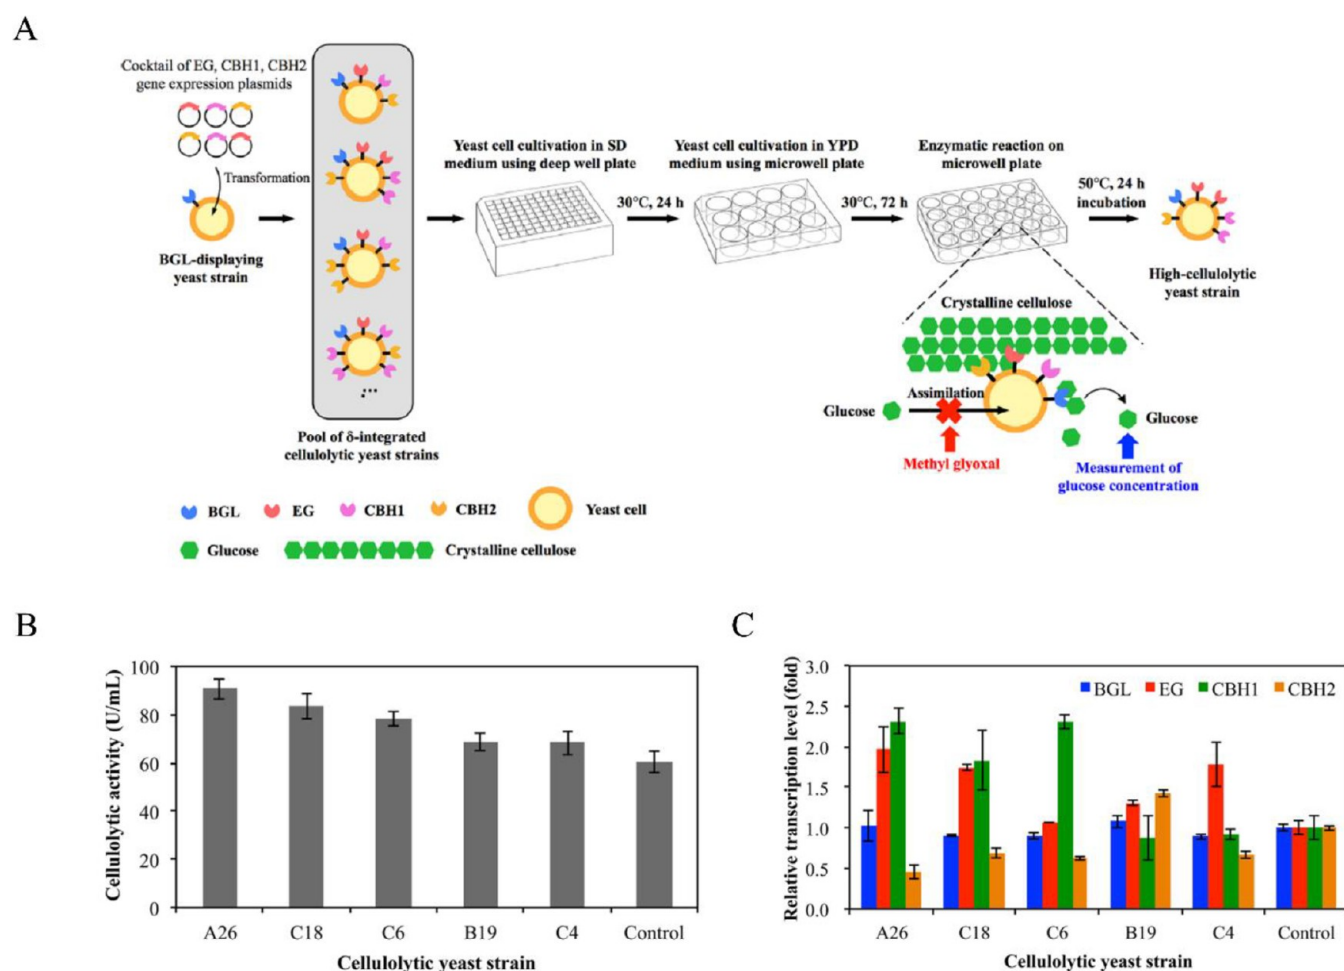 A
Cocktail of EG, CBH1, CBH2
gene expression plasmids
Transformation
BGL-displaying
yeast strain
Pool of δ-integrated
cellulolytic yeast strains
Yeast cell cultivation in SD
medium using deep well plate
30°C, 24 h
Yeast cell cultivation in YPD
medium using microwell plate
30°C, 72 h
Enzymatic reaction on
microwell plate
50°C, 24 h
incubation
High-cellulolytic
yeast strain
Crystalline cellulose
Assimilation
Glucose
Glucose
Methyl glyoxal
Measurement of
glucose concentration
BGL
EG
CBH1
CBH2
Yeast cell
Glucose
Crystalline cellulose
B
Cellulolytic activity (U/mL)
100
80
60
40
20
0
A26
C18
C6
B19
C4
Control
Cellulolytic yeast strain
C
Relative transcription level (fold)
3.0
2.5
2.0
1.5
1.0
0.5
0.0
BGL
EG
CBH1
CBH2
A26
C18
C6
B19
C4
Control
Cellulolytic yeast strain